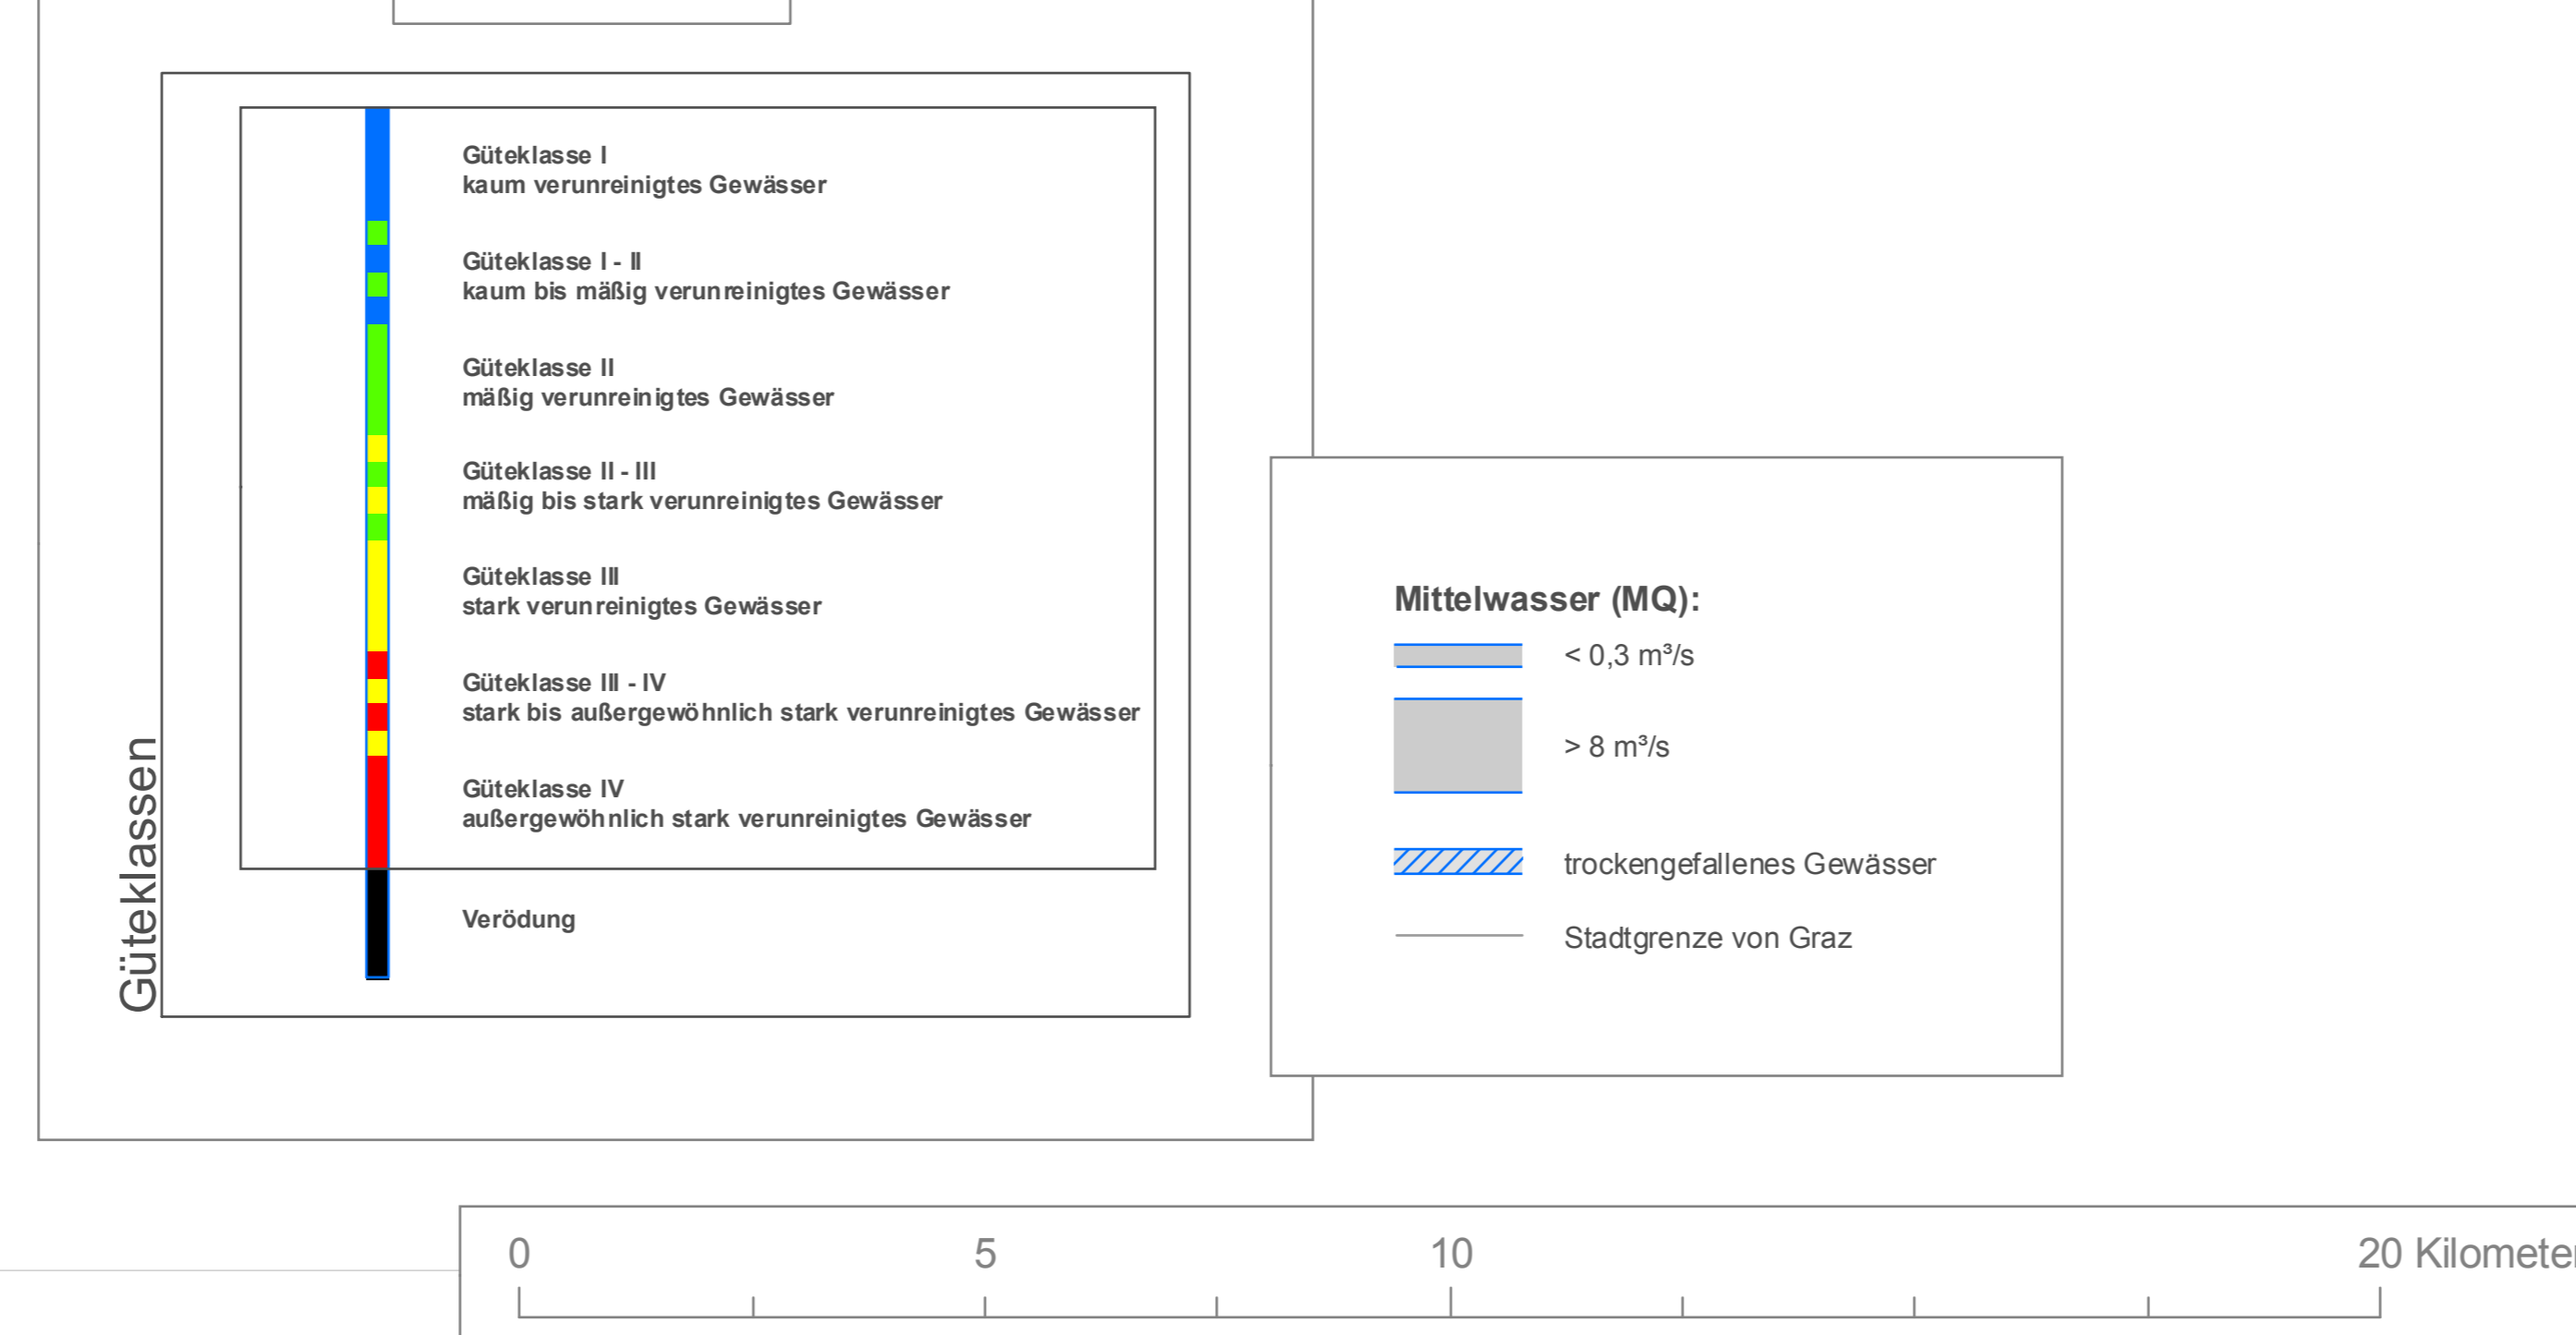 Güteklassen
Güteklasse I
kaum verunreinigtes Gewässer
Güteklasse I - II
kaum bis mäßig verunreinigtes Gewässer
Güteklasse II
mäßig verunreinigtes Gewässer
Güteklasse II - III
mäßig bis stark verunreinigtes Gewässer
Güteklasse III
stark verunreinigtes Gewässer
Güteklasse III - IV
stark bis außergewöhnlich stark verunreinigtes Gewässer
Güteklasse IV
außergewöhnlich stark verunreinigtes Gewässer
Verödung
Mittelwasser (MQ):
< 0,3 m³/s
> 8 m³/s
trockengefallenes Gewässer
Stadtgrenze von Graz
0 5 10 20 Kilometer